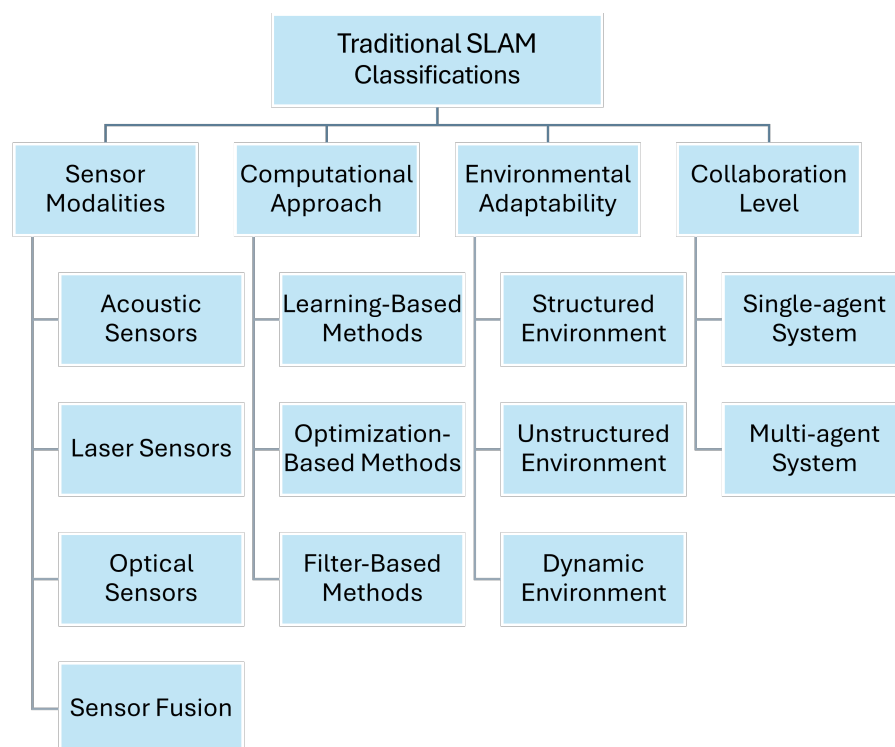 Traditional SLAM
Classifications
Sensor
Modalities
Computational
Approach
Environmental
Adaptability
Collaboration
Level
Acoustic
Sensors
Learning-Based
Methods
Structured
Environment
Single-agent
System
Laser Sensors
Optimization-
Based Methods
Unstructured
Environment
Multi-agent
System
Optical
Sensors
Filter-Based
Methods
Dynamic
Environment
Sensor Fusion